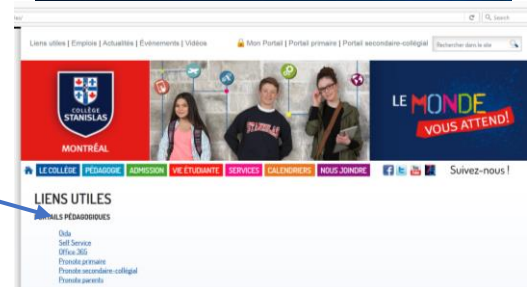 Search
Liens utiles | Emplois | Actualités | Événements | Vidéos
Mon Portail | Portail primaire | Portail secondaire-collégial
Rechercher dans le site
COLLÈGE
STANISLAS
MONTRÉAL
STANISLAS
LE MONDE
VOUS ATTEND!
LE COLLÈGE PÉDAGOGIE ADMISSION VIE ÉTUDIANTE SERVICES CALENDRIERS NOUS JOINDRE Suivez-nous !
LIENS UTILES
PORTAILS PÉDAGOGIQUES
Oida
Self Service
Office 365
Pronote primaire
Pronote secondaire-collégial
Pronote parents